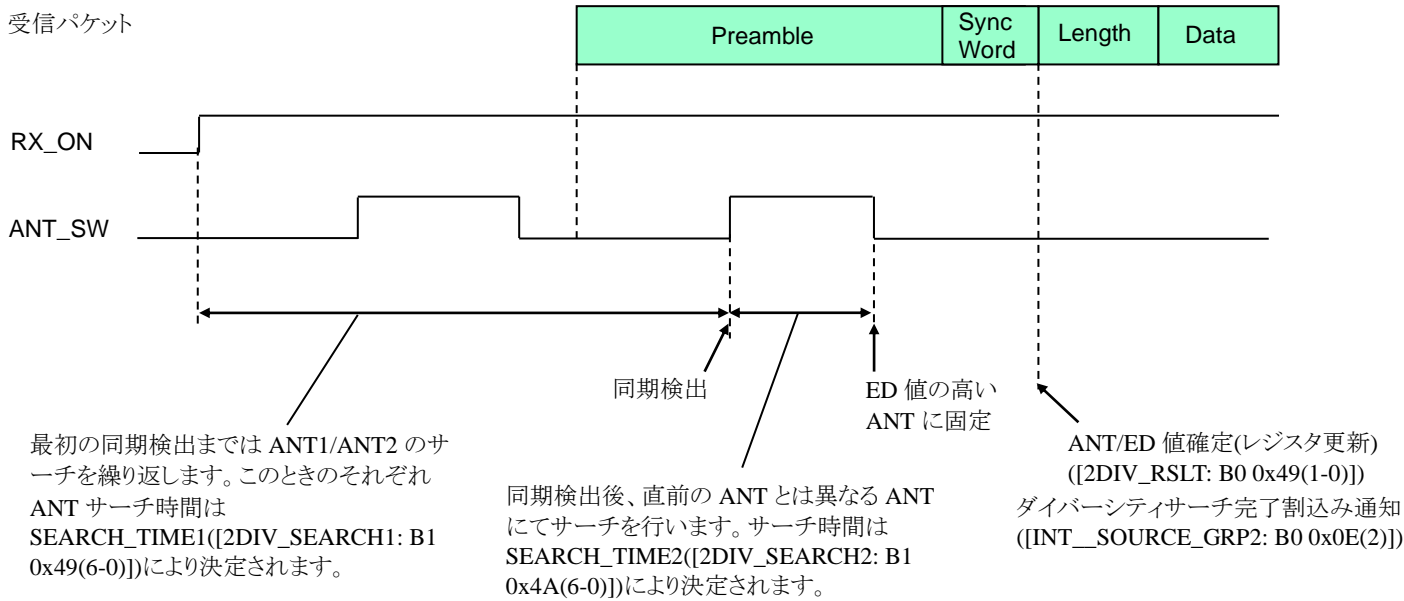 受信パケット
Preamble
Sync
Word
Length
Data
RX_ON
ANT_SW
同期検出
ED 値の高い
ANT に固定
最初の同期検出までは ANT1/ANT2 のサ
ーチを繰り返します。このときのそれぞれ
ANT サーチ時間は
SEARCH_TIME1([2DIV_SEARCH1: B1
0x49(6-0)])により決定されます。
同期検出後、直前の ANT とは異なる ANT
にてサーチを行います。サーチ時間は
SEARCH_TIME2([2DIV_SEARCH2: B1
0x4A(6-0)])により決定されます。
ANT/ED 値確定(レジスタ更新)
([2DIV_RSLT: B0 0x49(1-0)])
ダイバーシティサーチ完了割込み通知
([INT__SOURCE_GRP2: B0 0x0E(2)])